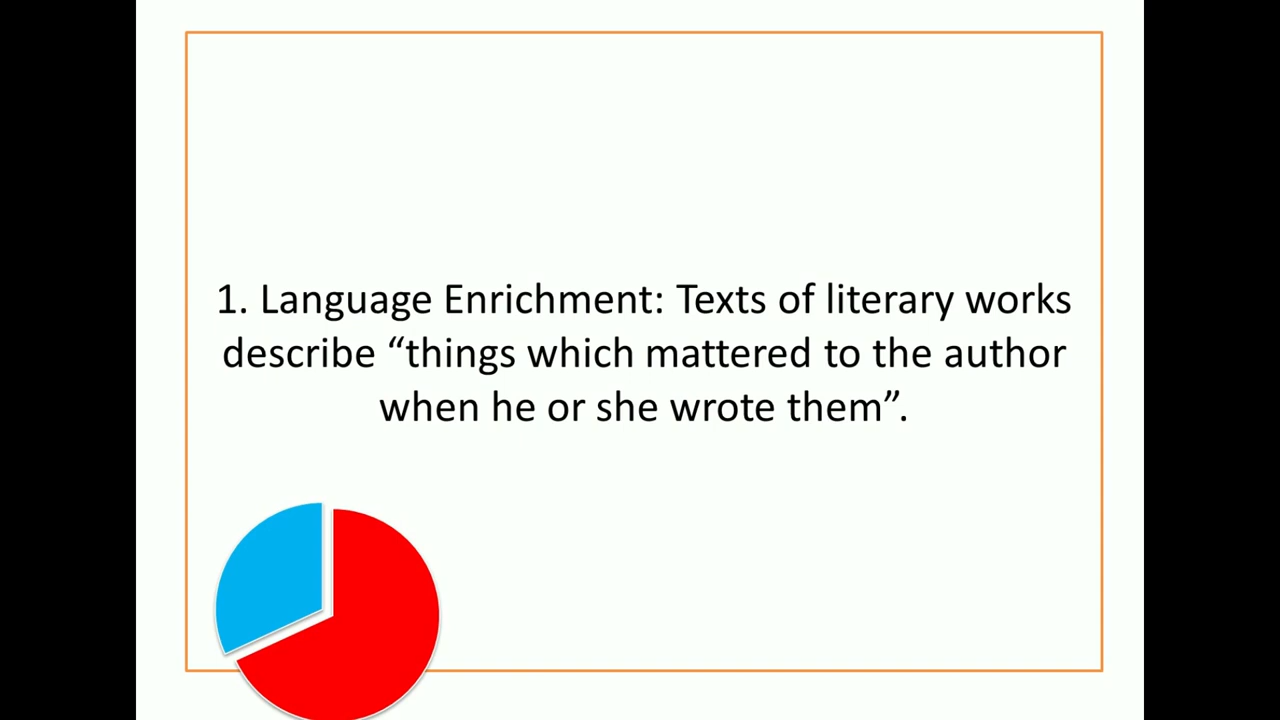 1. Language Enrichment: Texts of literary works
describe “things which mattered to the author
when he or she wrote them”.